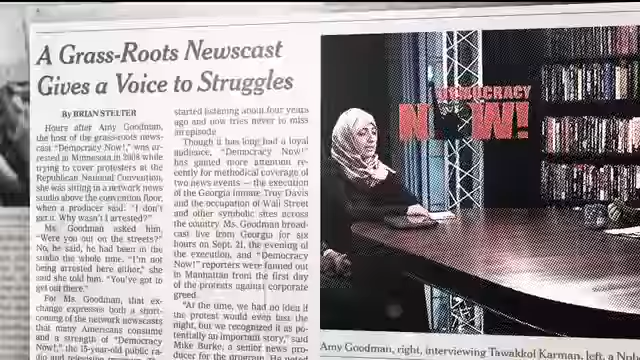 A Grass-Roots Newscast
Gives a Voice to Struggles
By BRIAN STELTER
Hours after Amy Goodman,
the host of the grass-roots news-
cast “Democracy Now!,” was ar-
rested in Minnesota in 2008 while
trying to cover protesters at the
Republican National Convention,
she was sitting in a network news
studio above the convention floor,
when a producer said: “I don’t
get it. Why wasn’t I arrested?”
Ms. Goodman asked him,
“Were you out on the streets?”
No, he said, he had been in the
studio the whole time. “I’m not
being arrested here either,” she
said she told him. “You’ve got to
get out there.”
For Ms. Goodman, that ex-
change expresses both a short-
coming of the network newscasts
that many Americans consume
and a strength of “Democracy
Now!,” the 15-year-old public ra-
started listening about four years
ago and now tries never to miss
an episode.
Though it has long had a loyal
audience, “Democracy Now!”
has gained more attention re-
cently for methodical coverage of
two news events — the execution
of the Georgia inmate Troy Davis
and the occupation of Wall Street
and other symbolic sites across
the country. Ms. Goodman broad-
cast live from Georgia for six
hours on Sept. 21, the evening of
the execution, and “Democracy
Now!” reporters were fanned out
in Manhattan from the first day
of the protests against corporate
greed.
“At the time, we had no idea if
the protest would even last the
night, but we recognized it as po-
tentially an important story,” said
Mike Burke, a senior news pro-
ducer for the program. He noted
DEMOCRACY
NOW!
Amy Goodman, right, interviewing Tawakkol Karman, left, a